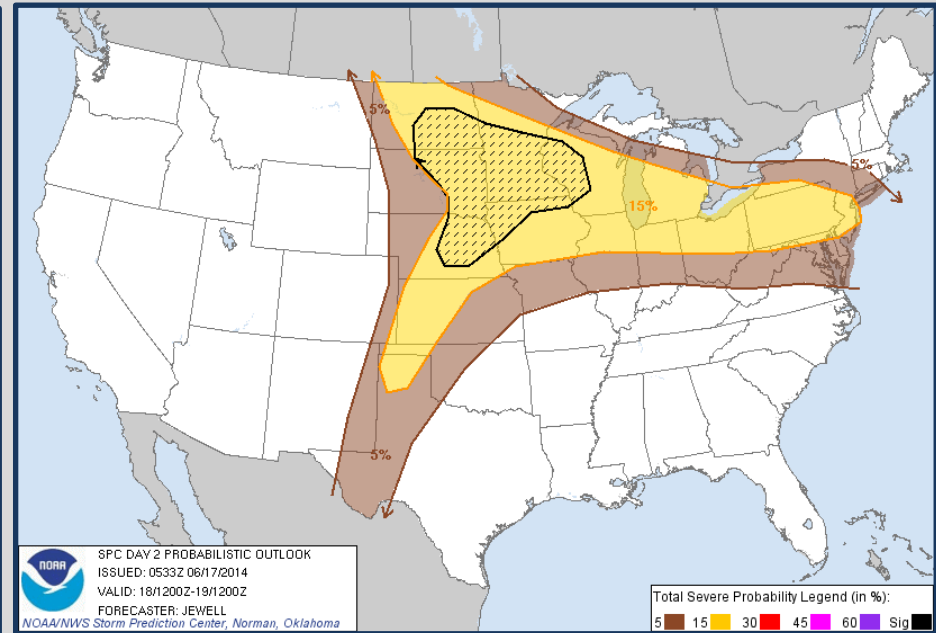 5%
5%
15%
5%
NOAA
SPC DAY 2 PROBABILISTIC OUTLOOK
ISSUED: 0533Z 06/17/2014
VALID: 18/1200Z-19/1200Z
FORECASTER: JEWELL
NOAA/NWS Storm Prediction Center, Norman, Oklahoma
Total Severe Probability Legend (in %):
5 15 30 45 60 Sig